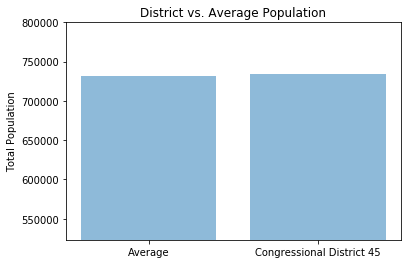 District vs. Average Population
800000
750000
700000
650000
600000
550000
Total Population
Average
Congressional District 45